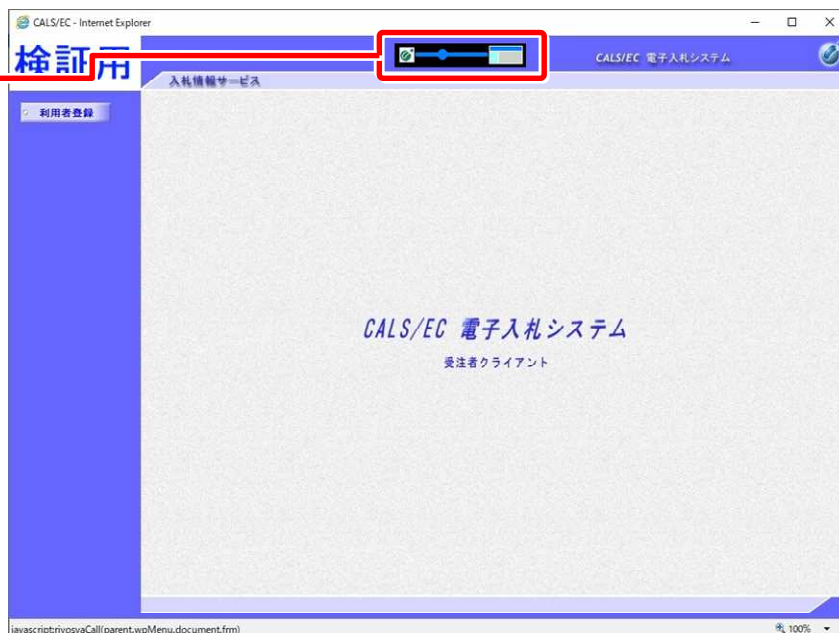 CALS/EC - Internet Explorer
検証用
CALS/EC 電子入札システム
入札情報サービス
利用者登録
CALS/EC 電子入札システム
受注者クライアント
javascript:riyosyaCall(parent.wpMenu.document.frm)
100%